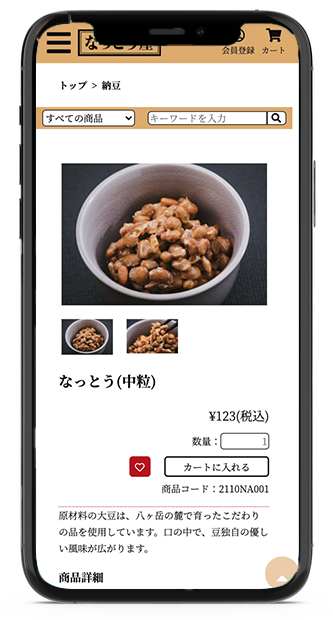 なっとう屋
会員登録 カート
トップ > 納豆
すべての商品 キーワードを入力
なっとう(中粒)
¥123(税込)
数量: 1
カートに入れる
商品コード:2110NA001
原材料の大豆は、八ヶ岳の麓で育ったこだわり
の品を使用しています。口の中で、豆独自の優し
い風味が広がります。
商品詳細